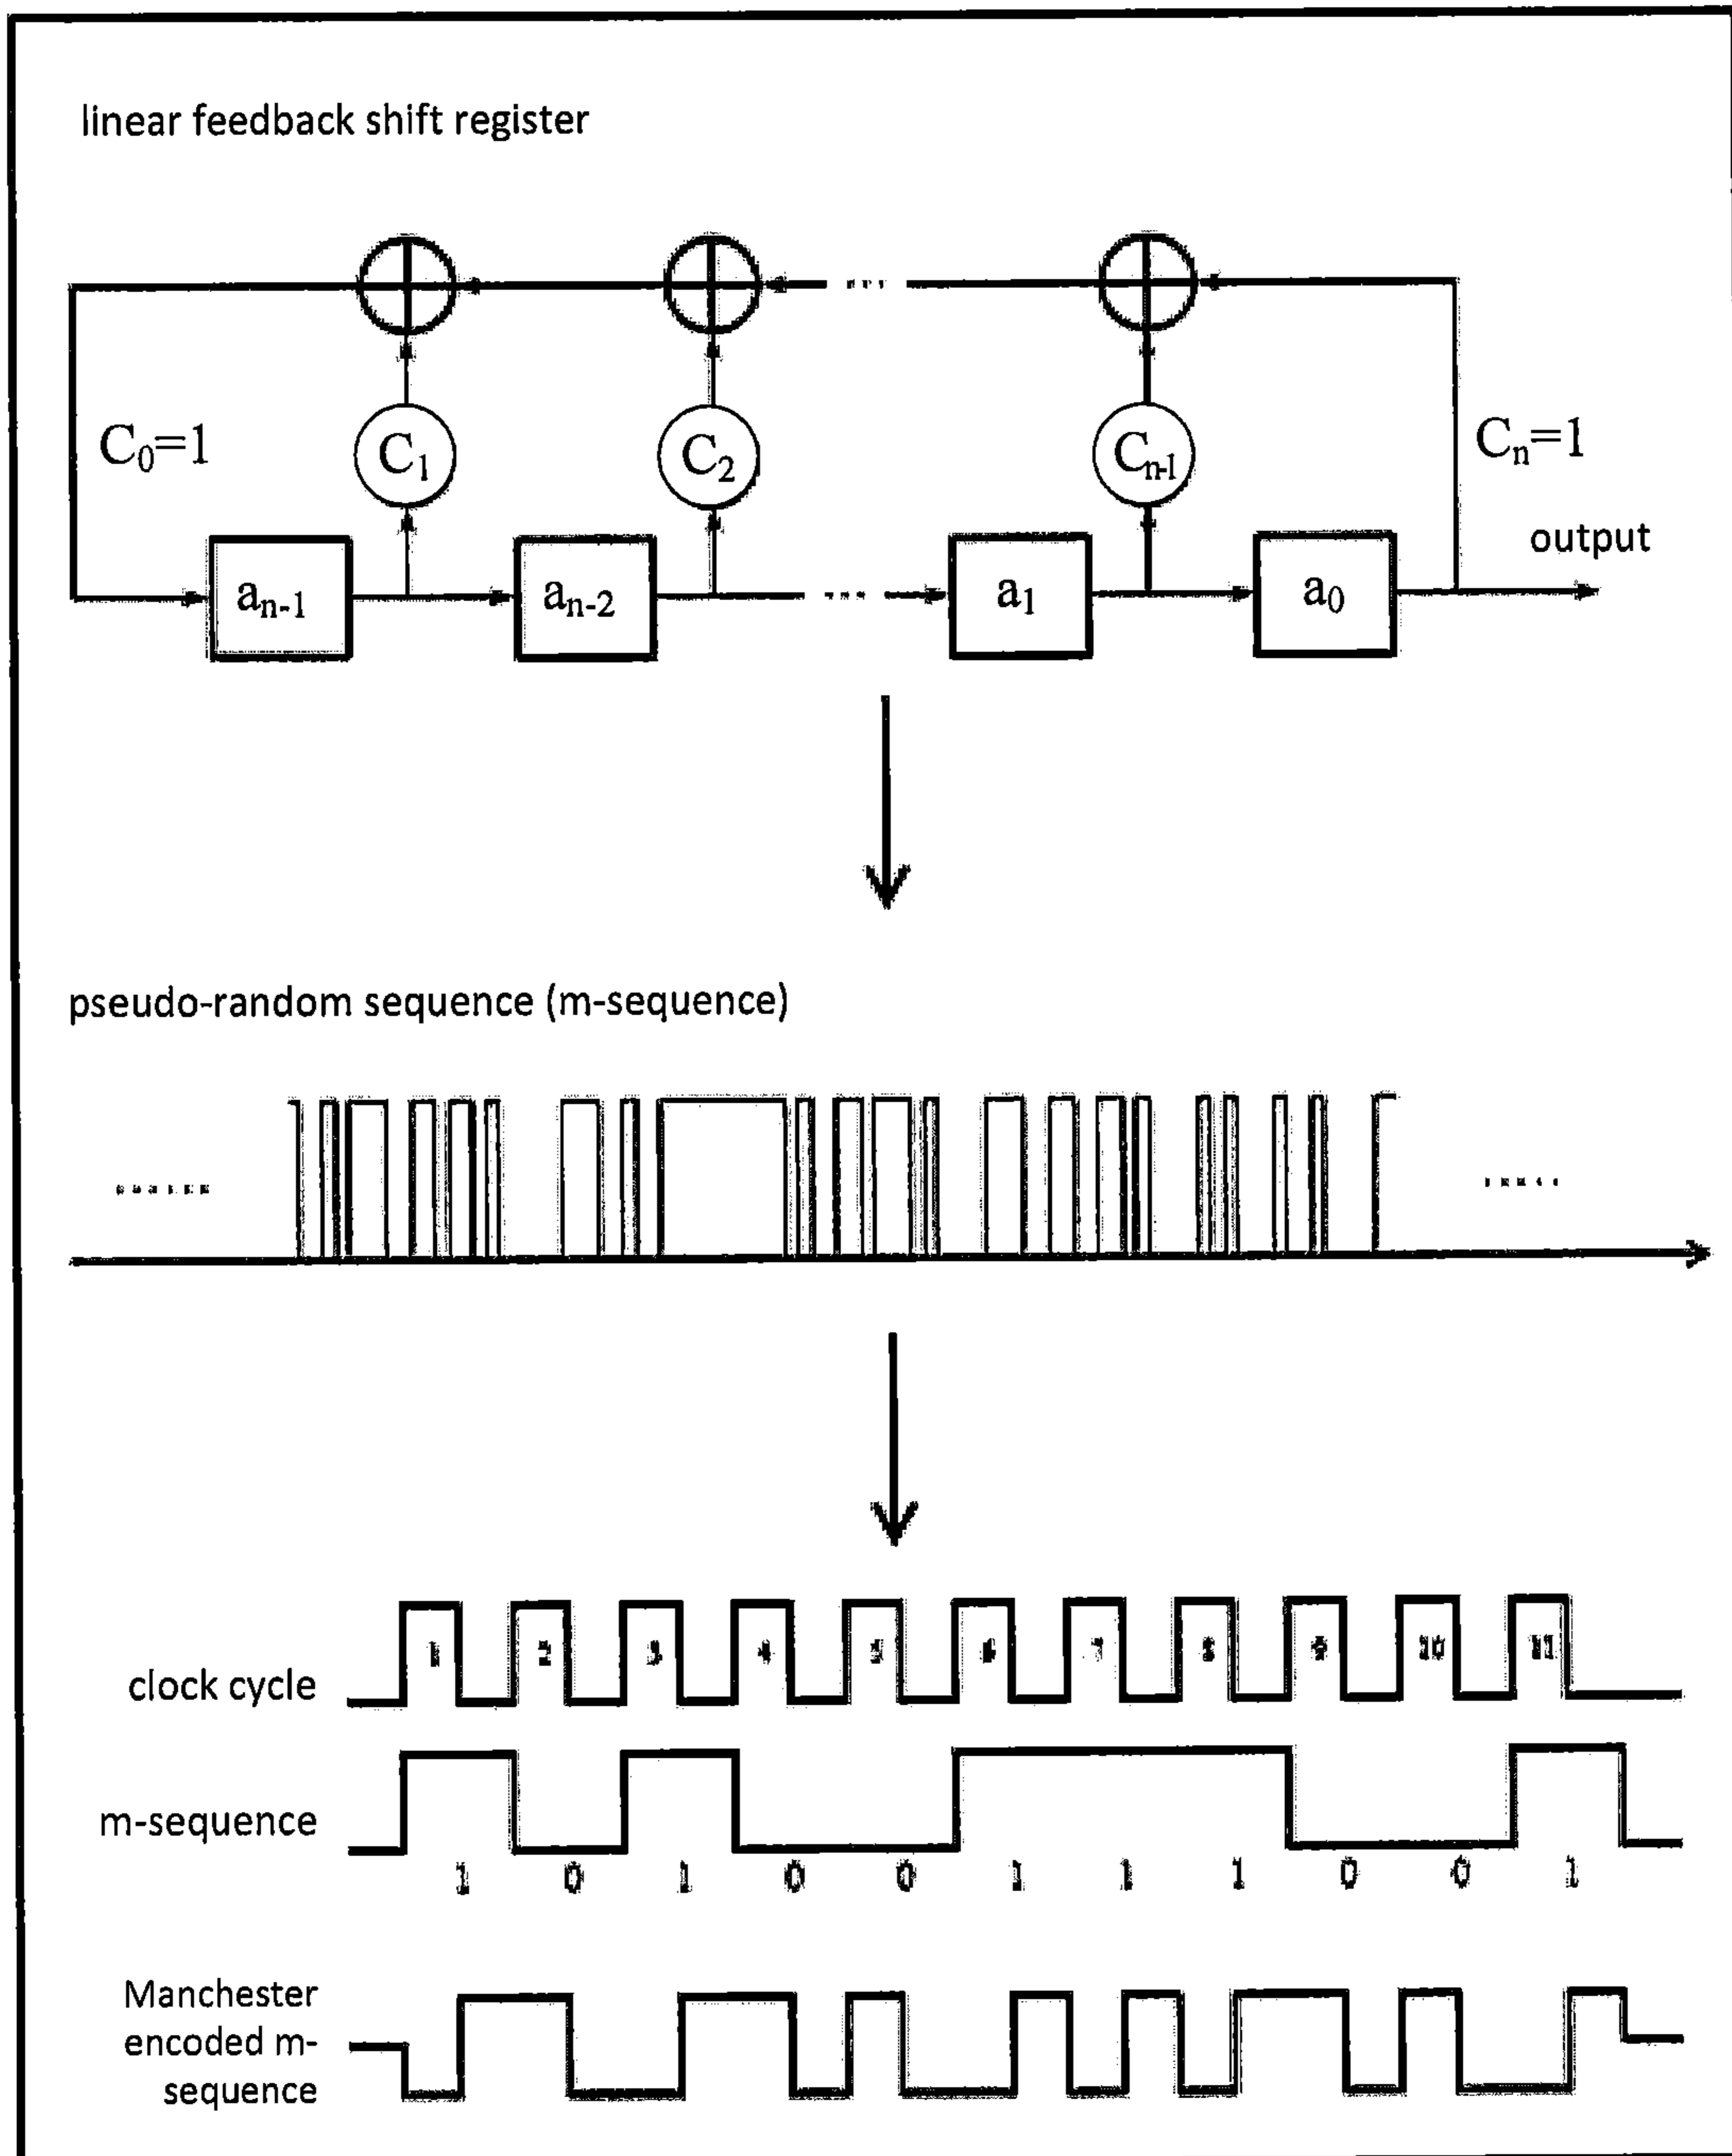 linear feedback shift register
C₀=1 C₁ C₂ Cₙ₋₁ Cₙ=1
output
aₙ₋₁ aₙ₋₂ ... a₁ a₀
pseudo-random sequence (m-sequence)
1 2 3 4 5 6 7 8 9 10 11
clock cycle
m-sequence
1 0 1 0 0 1 1 1 0 0 1
Manchester
encoded m-
sequence